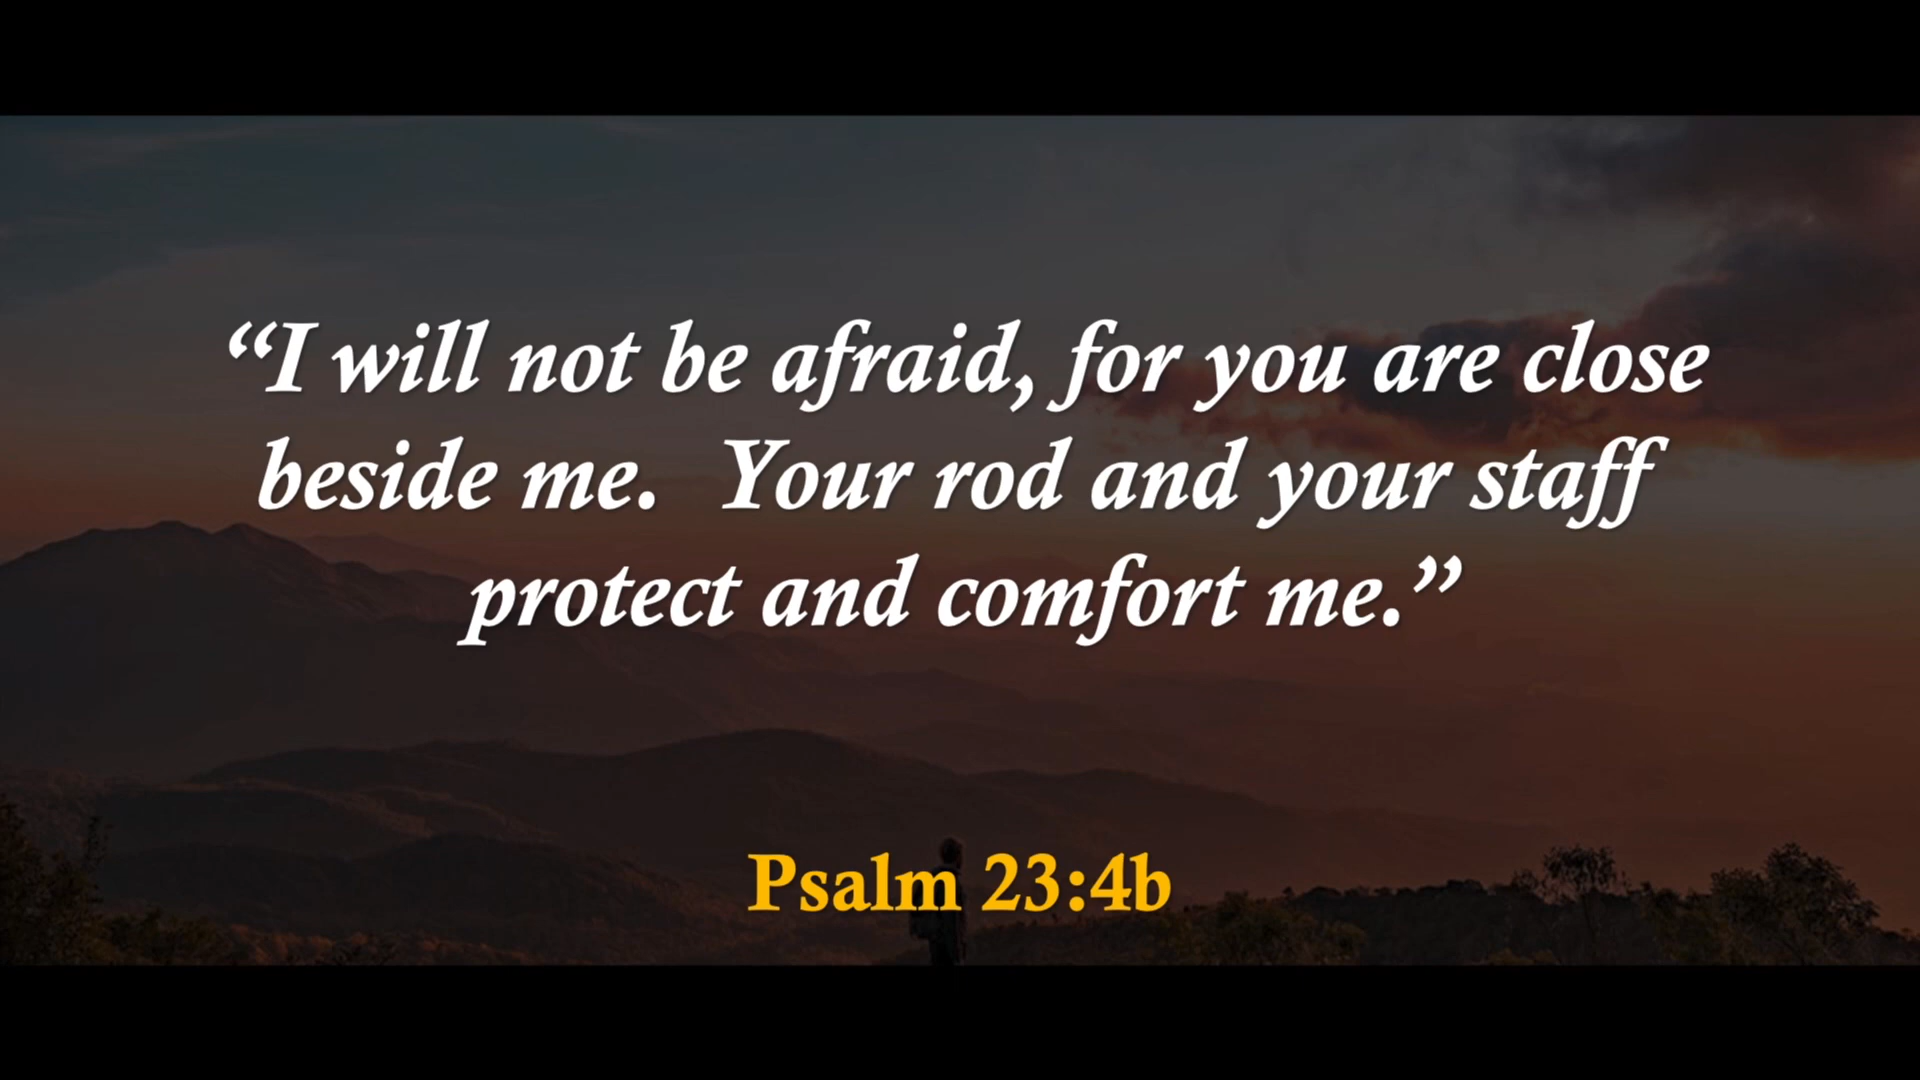 “I will not be afraid, for you are close
beside me.  Your rod and your staff
protect and comfort me.”
Psalm 23:4b